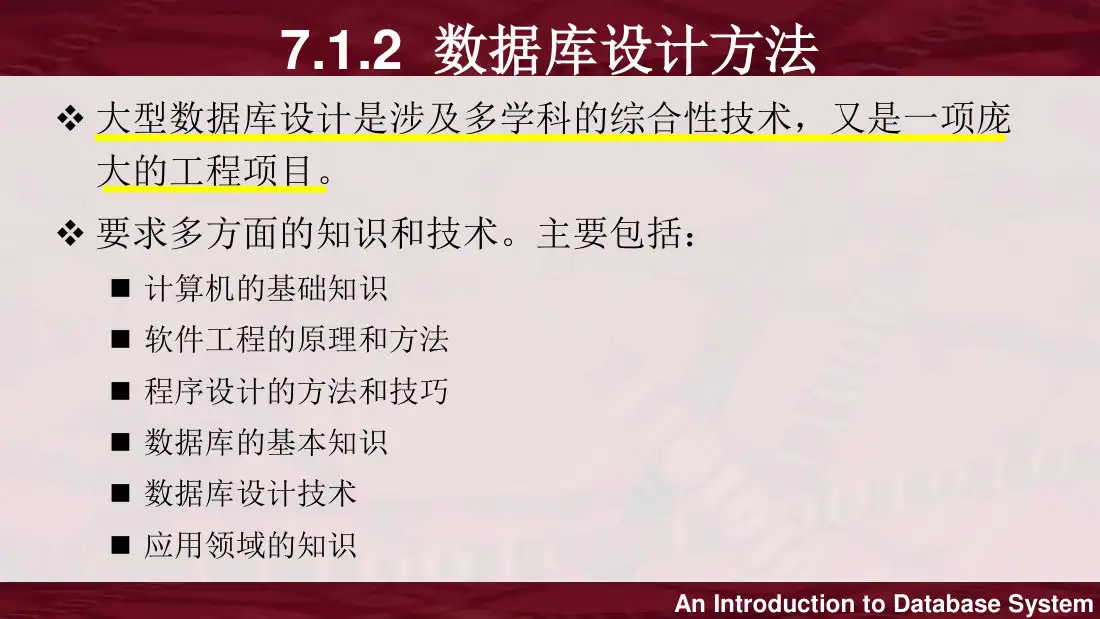 7.1.2 数据库设计方法
❖ 大型数据库设计是涉及多学科的综合性技术，又是一项庞
大的工程项目。
❖ 要求多方面的知识和技术。主要包括：
■ 计算机的基础知识
■ 软件工程的原理和方法
■ 程序设计的方法和技巧
■ 数据库的基本知识
■ 数据库设计技术
■ 应用领域的知识
An Introduction to Database System